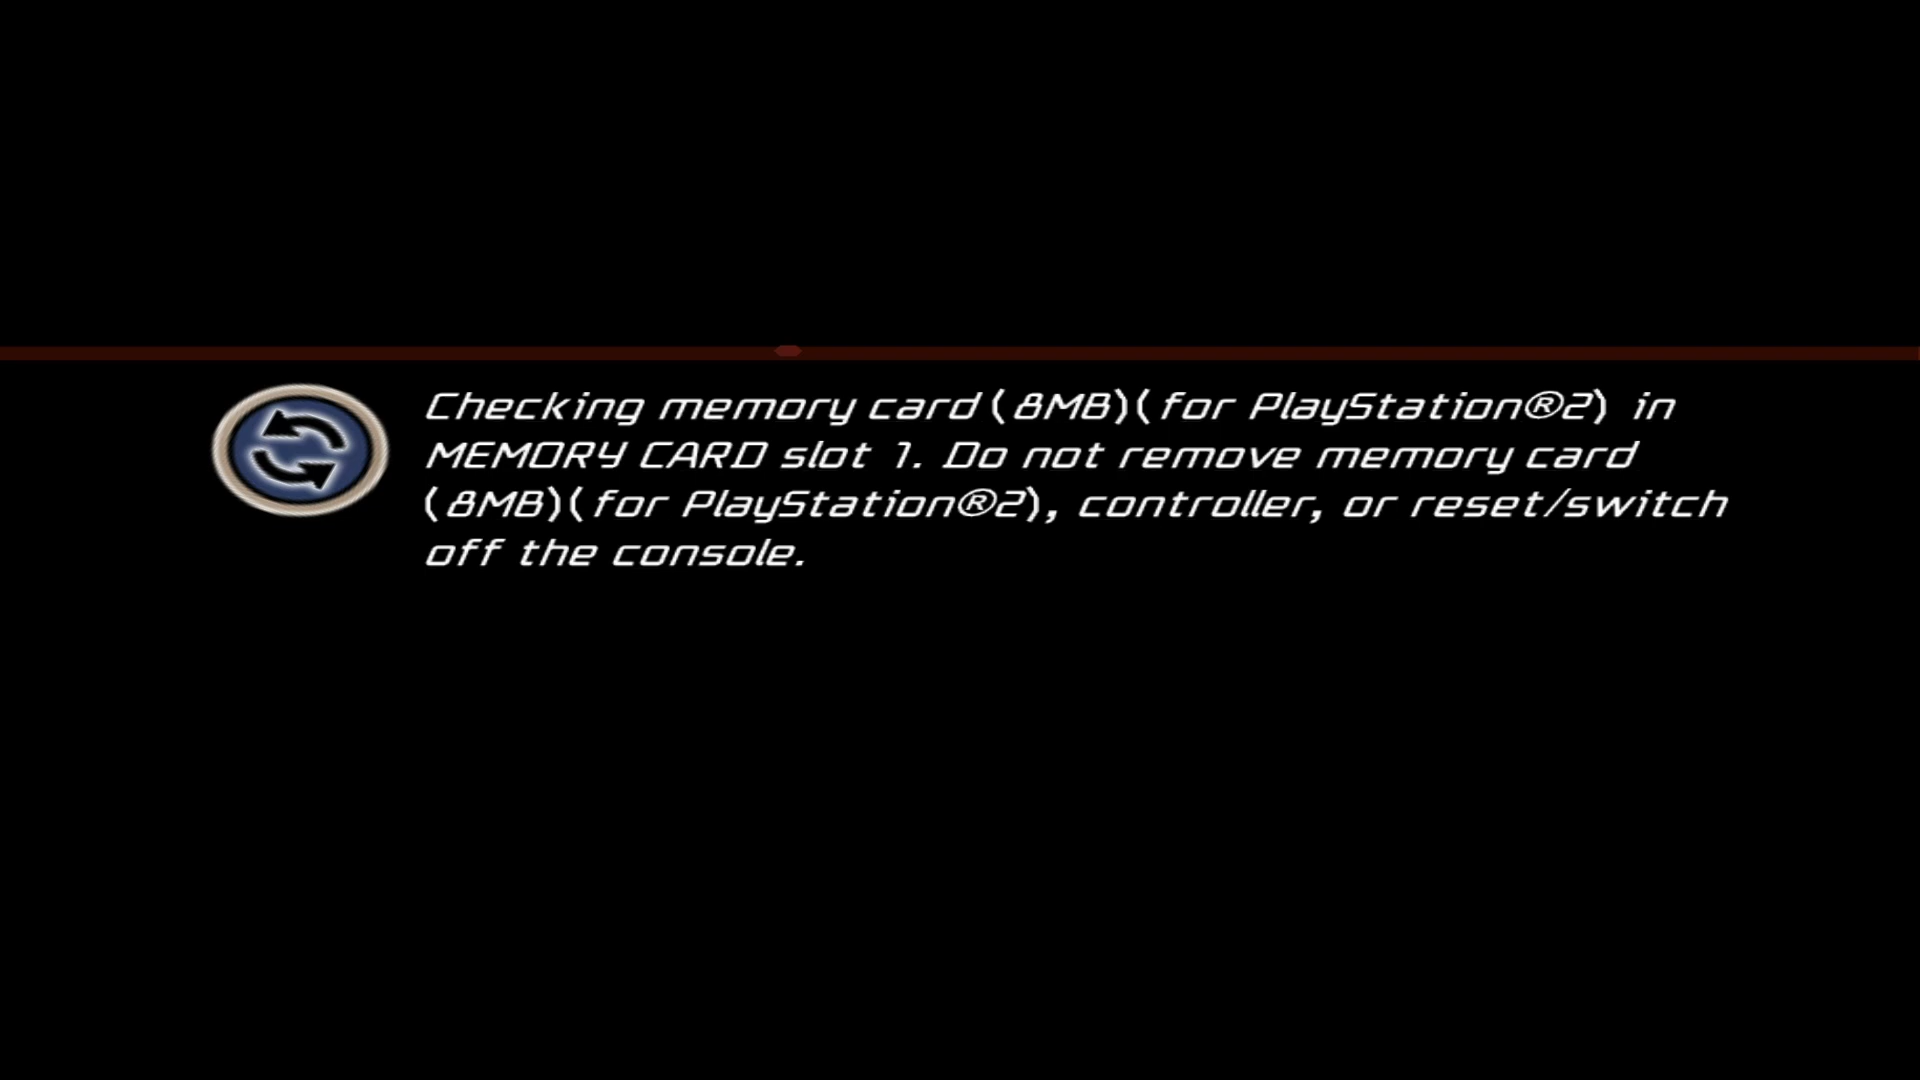 Checking memory card (8MB)(for PlayStation®2) in
MEMORY CARD slot 1. Do not remove memory card
(8MB)(for PlayStation®2), controller, or reset/switch
off the console.